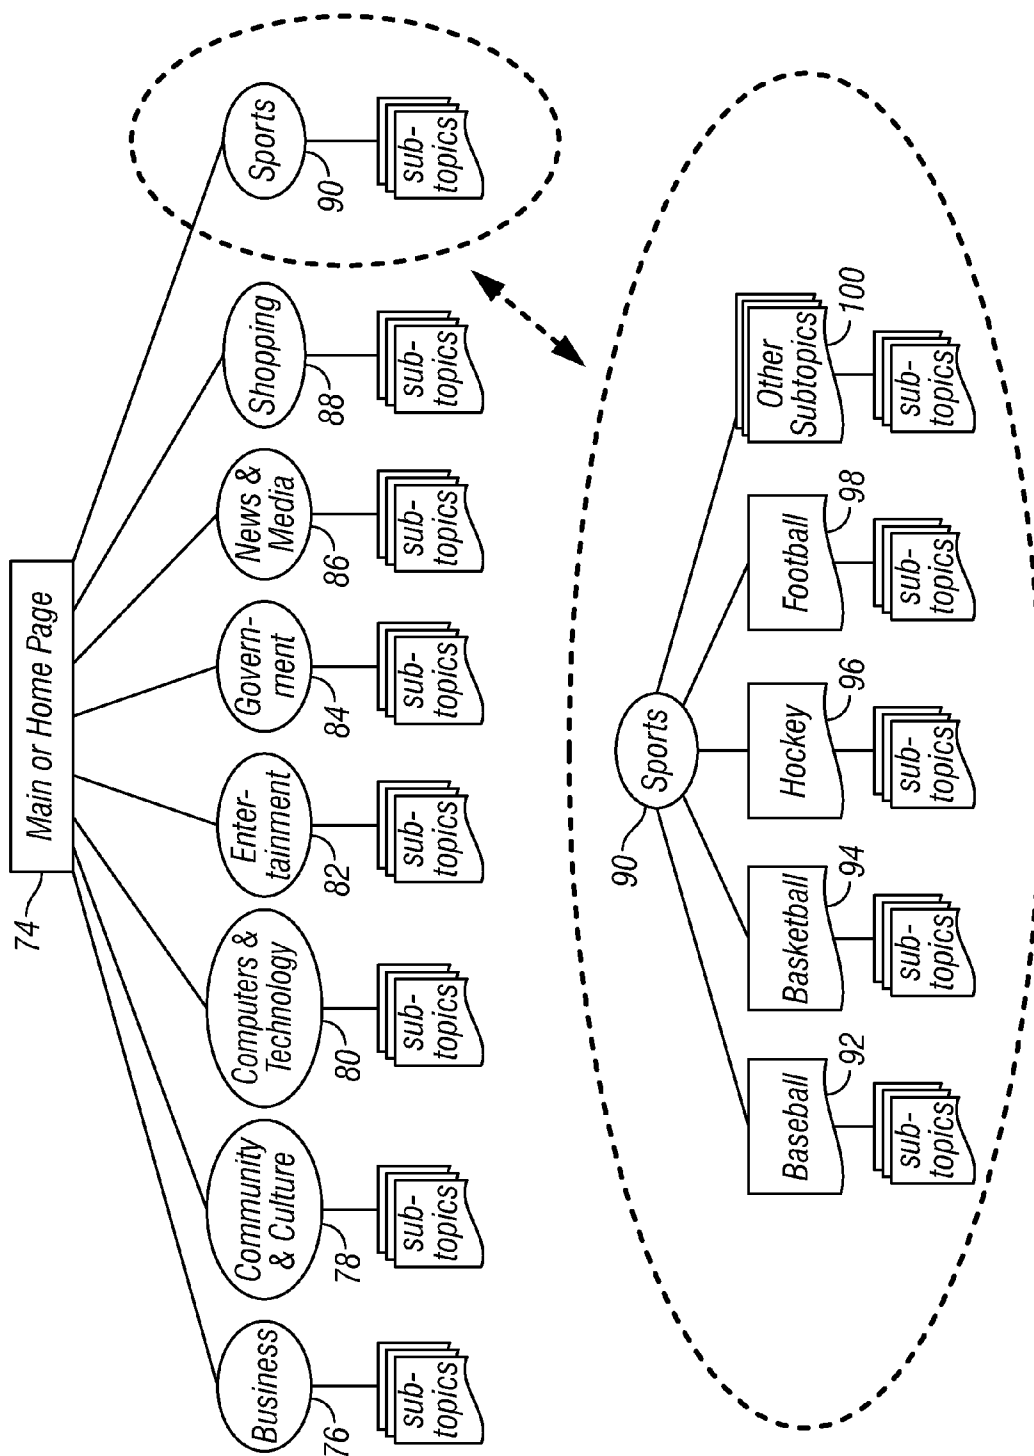 74
Main or Home Page
Business
76
sub-
topics
Community
& Culture
78
sub-
topics
Computers &
Technology
80
sub-
topics
Enter-
tainment
82
sub-
topics
Govern-
ment
84
sub-
topics
News &
Media
86
sub-
topics
Shopping
88
sub-
topics
Sports
90
sub-
topics
90
Sports
Baseball
92
sub-
topics
Basketball
94
sub-
topics
Hockey
96
sub-
topics
Football
98
sub-
topics
Other
Subtopics
100
sub-
topics